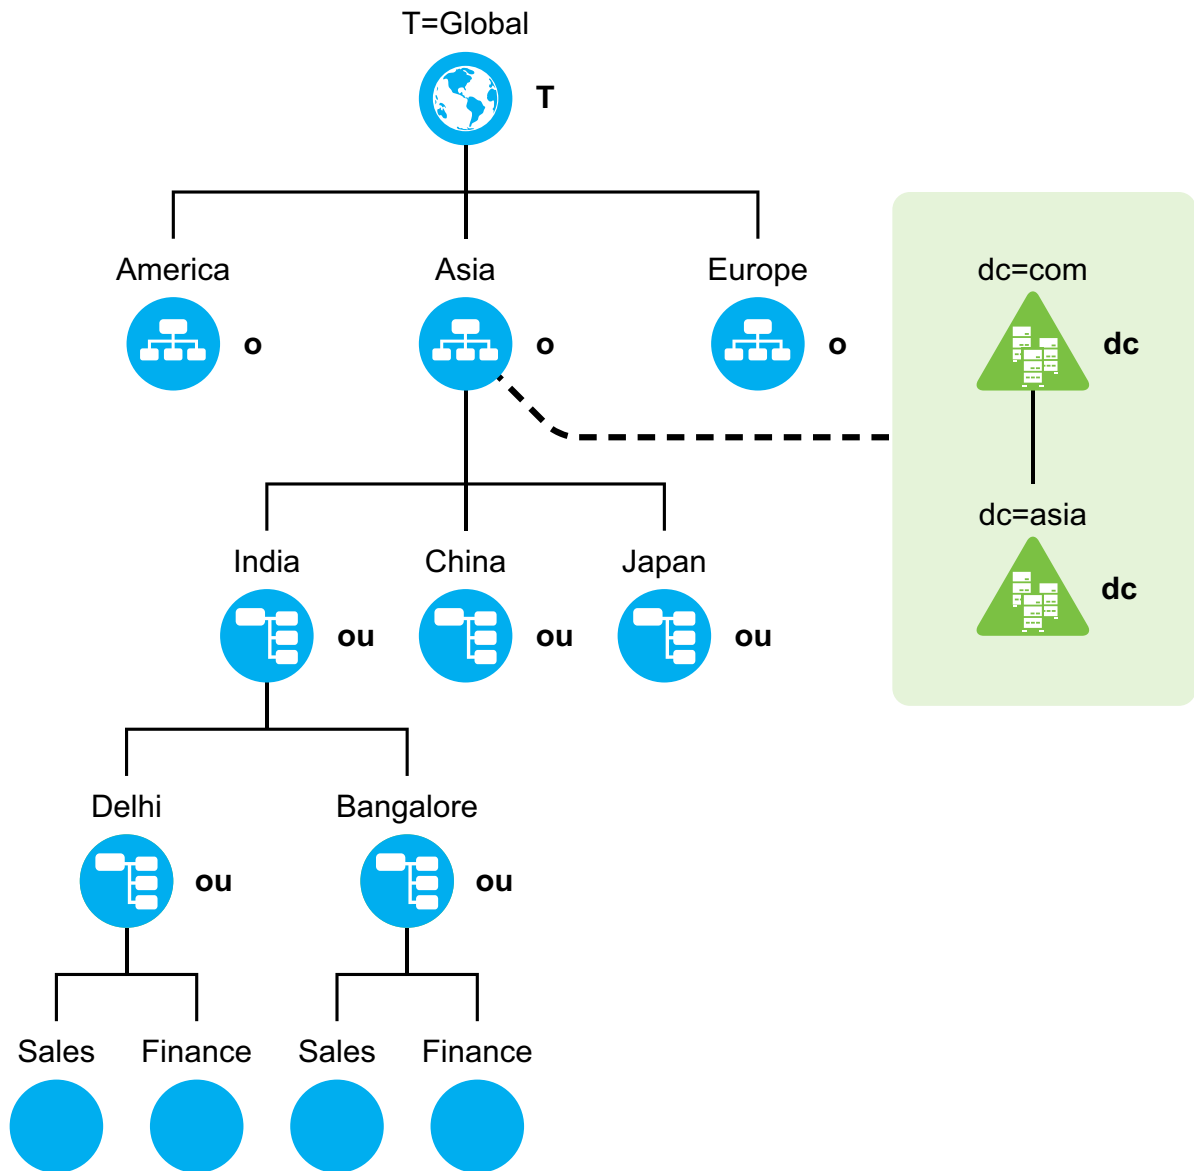 T=Global
T
America
Asia
Europe
dc=com
o
o
o
dc
dc=asia
India
China
Japan
dc
ou
ou
ou
Delhi
Bangalore
ou
ou
Sales
Finance
Sales
Finance